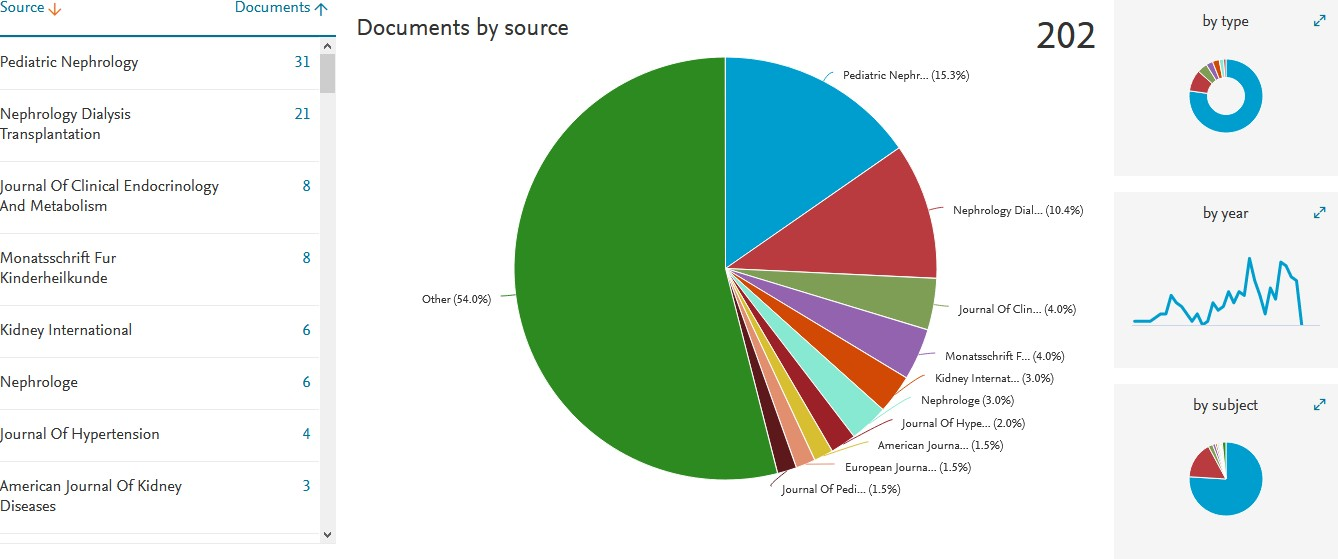 Source Documents
Pediatric Nephrology 31
Nephrology Dialysis 21
Transplantation
Journal Of Clinical Endocrinology 8
And Metabolism
Monatsschrift Fur 8
Kinderheilkunde
Kidney International 6
Nephrologe 6
Journal Of Hypertension 4
American Journal Of Kidney 3
Diseases
Documents by source
202
Pediatric Nephr... (15.3%)
Nephrology Dial... (10.4%)
Other (54.0%)
Journal Of Clin... (4.0%)
Monatsschrift F... (4.0%)
Kidney Internat... (3.0%)
Nephrologe (3.0%)
Journal Of Hype... (2.0%)
American Journa... (1.5%)
European Journa... (1.5%)
Journal Of Pedi... (1.5%)
by type
by year
by subject